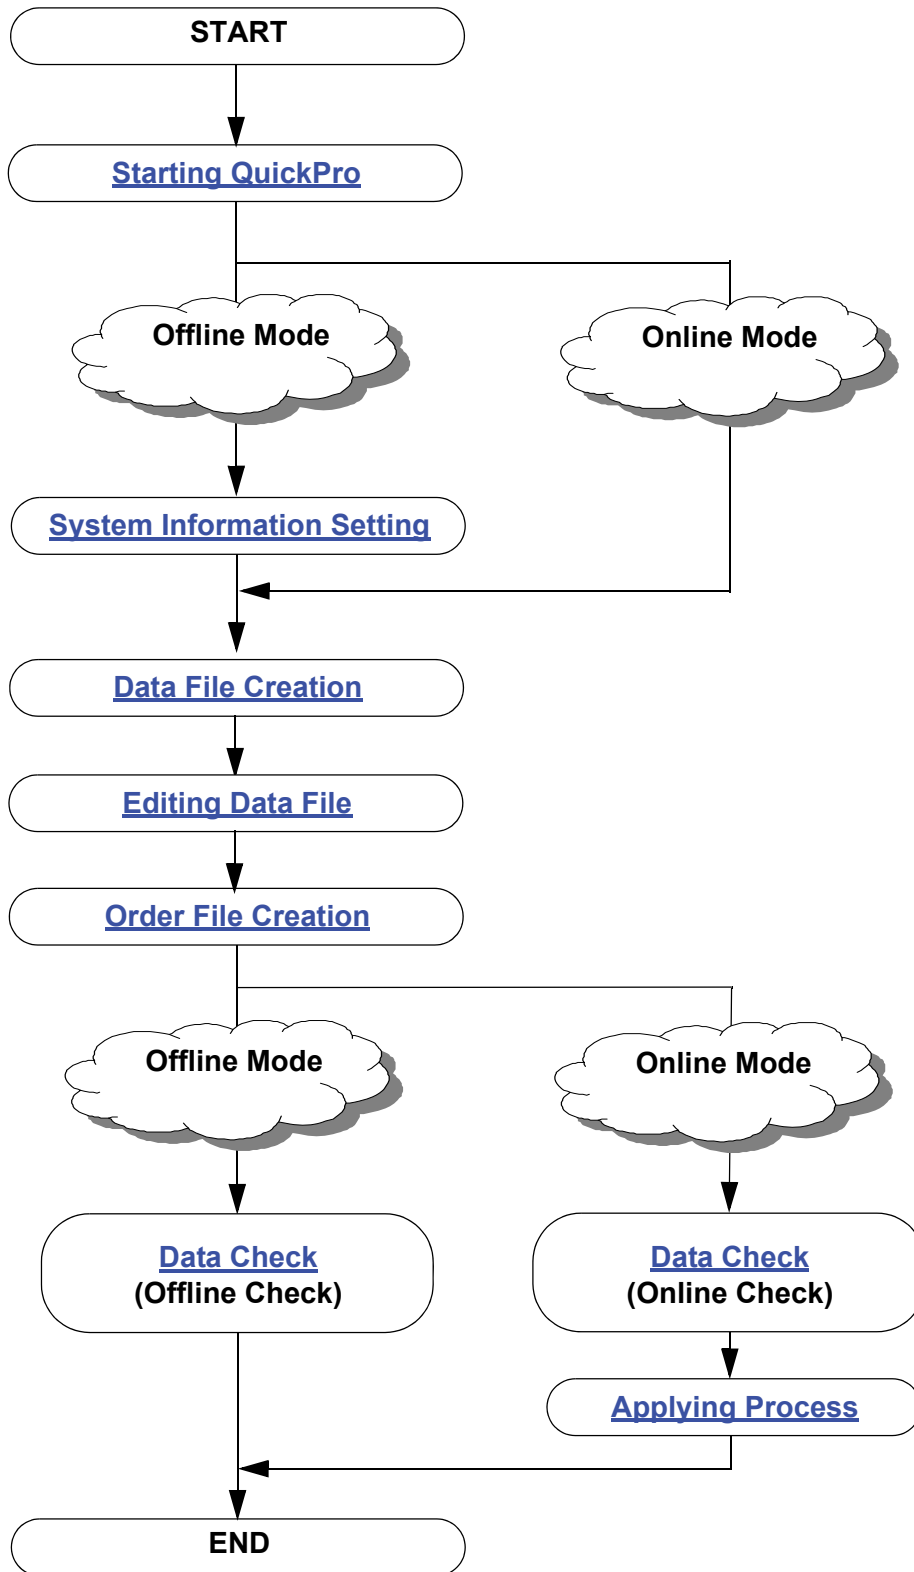 START
Starting QuickPro
Offline Mode
Online Mode
System Information Setting
Data File Creation
Editing Data File
Order File Creation
Offline Mode
Online Mode
Data Check
(Offline Check)
Data Check
(Online Check)
Applying Process
END